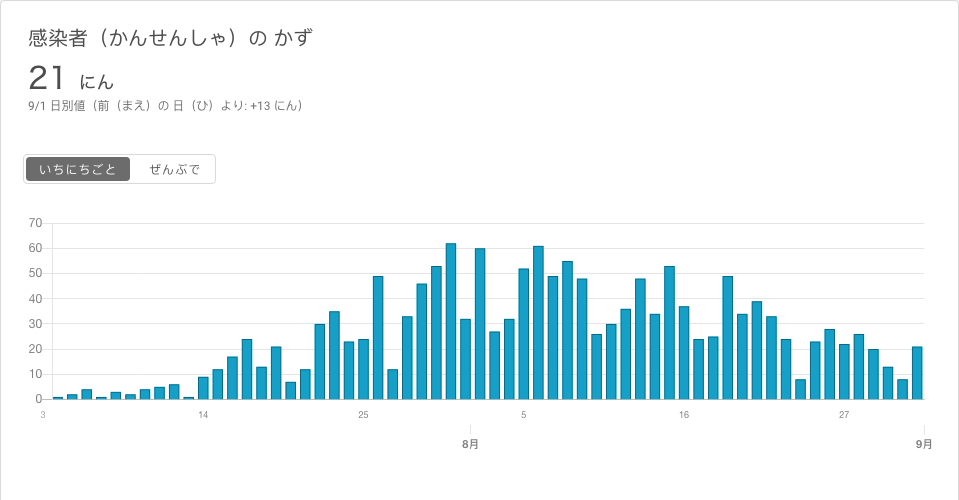 感染者（かんせんしゃ）の かず
21 にん
9/1 日別値（前（まえ）の 日（ひ）より: +13 にん）
いちにちごと ぜんぶで
70
60
50
40
30
20
10
0
3 14 25 5 16 27
8月 9月